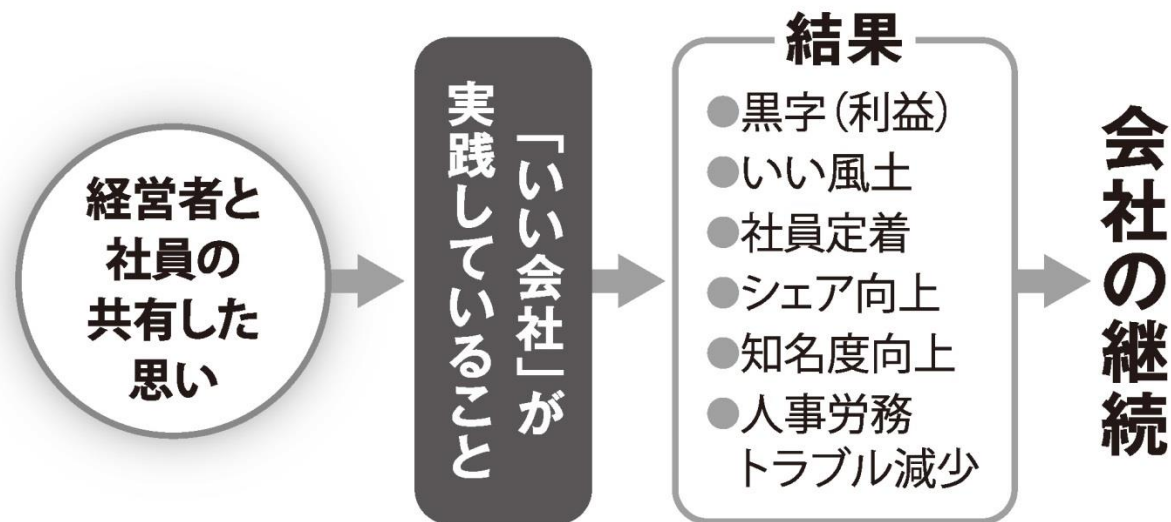 経営者と
社員の
共有した
思い
「いい会社」が
実践していること
結果
●黒字（利益）
●いい風土
●社員定着
●シェア向上
●知名度向上
●人事労務
トラブル減少
会社の継続